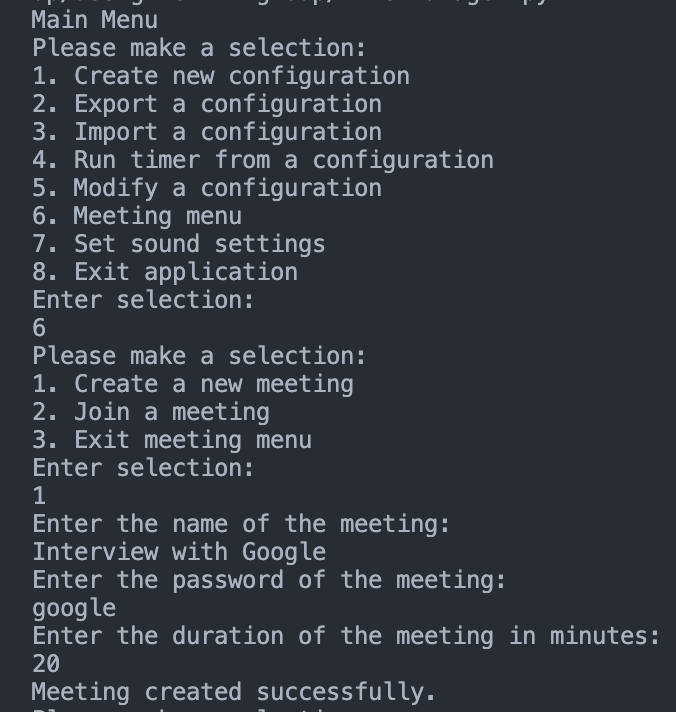 Main Menu
Please make a selection:
1. Create new configuration
2. Export a configuration
3. Import a configuration
4. Run timer from a configuration
5. Modify a configuration
6. Meeting menu
7. Set sound settings
8. Exit application
Enter selection:
6
Please make a selection:
1. Create a new meeting
2. Join a meeting
3. Exit meeting menu
Enter selection:
1
Enter the name of the meeting:
Interview with Google
Enter the password of the meeting:
google
Enter the duration of the meeting in minutes:
20
Meeting created successfully.